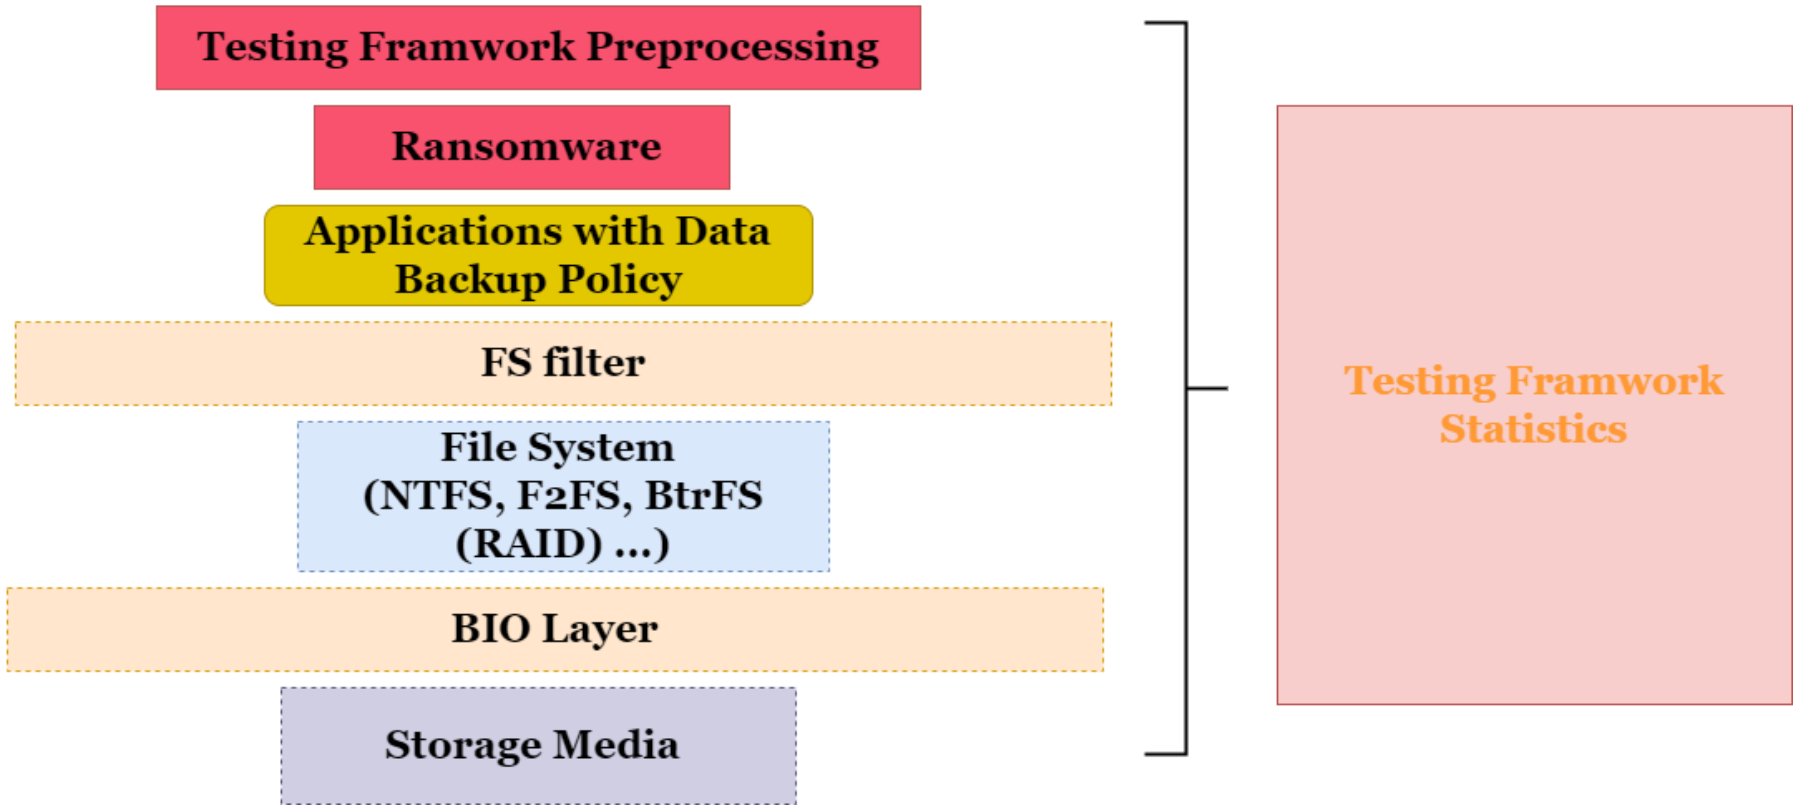 Testing Framwork Preprocessing
Ransomware
Applications with Data
Backup Policy
FS filter
File System
(NTFS, F2FS, BtrFS
(RAID) ...)
BIO Layer
Storage Media
Testing Framwork
Statistics